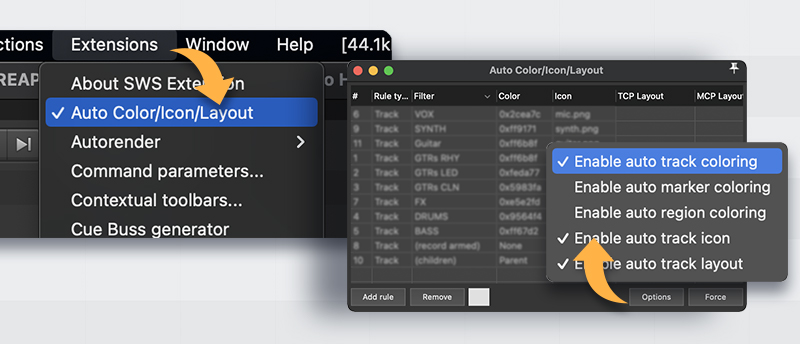 ctions Extensions Window Help [44.1k
REAP
About SWS Extension
✓ Auto Color/Icon/Layout
Autorender >
Command parameters...
Contextual toolbars...
Cue Buss generator
Auto Color/Icon/Layout
# Rule ty... Filter Color Icon TCP Layout MCP Layou
6 Track VOX 0x2cea7c mic.png
9 Track SYNTH 0xff9171 synth.png
11 Track Guitar 0xff6b8f
1 Track GTRs RHY 0xff6b8f
2 Track GTRs LED 0xfeda77
3 Track GTRs CLN 0x5983fa
7 Track FX 0xe5e2fd
4 Track DRUMS 0x9564f4
5 Track BASS 0xff67d2
8 Track (record armed) None
10 Track (children) Parent
✓ Enable auto track coloring
Enable auto marker coloring
Enable auto region coloring
✓ Enable auto track icon
✓ Enable auto track layout
Add rule Remove Options Force